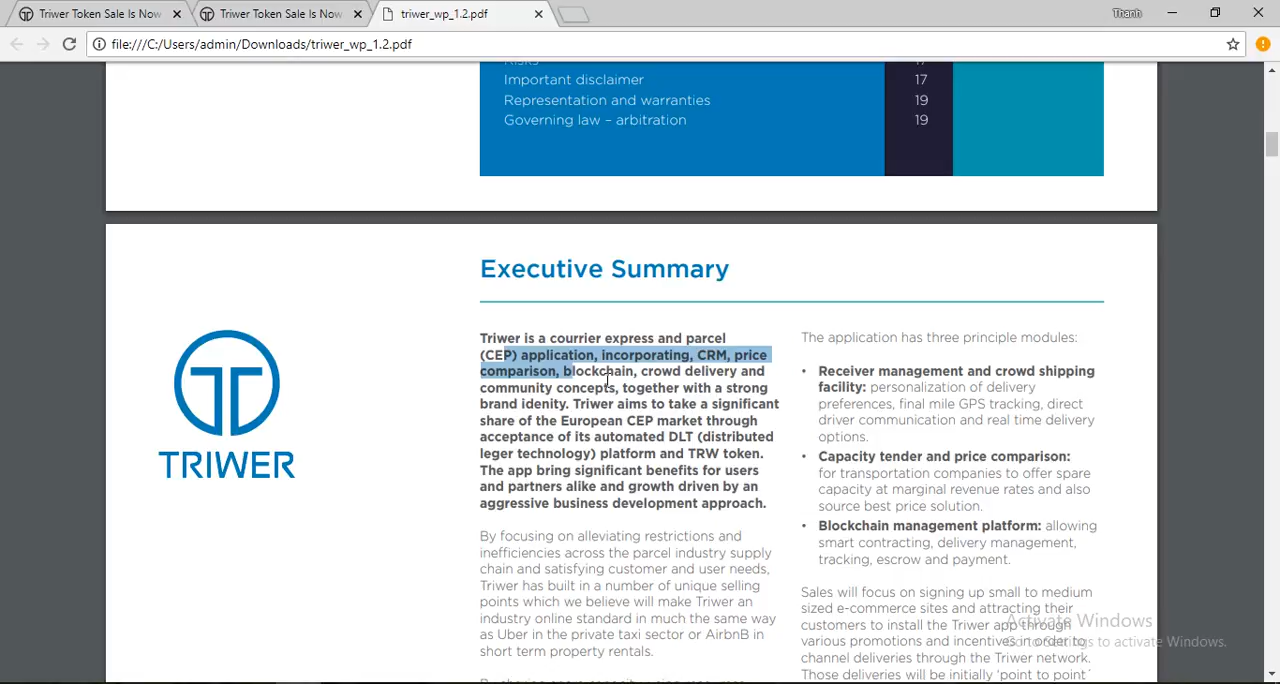 Triwer Token Sale Is Now
Triwer Token Sale Is Now
triwer_wp_1.2.pdf
Thanh
file:///C:/Users/admin/Downloads/triwer_wp_1.2.pdf
Risks 17
Important disclaimer 17
Representation and warranties 19
Governing law – arbitration 19
TRIWER
Executive Summary
Triwer is a courrier express and parcel
(CEP) application, incorporating, CRM, price
comparison, blockchain, crowd delivery and
community concepts, together with a strong
brand idenity. Triwer aims to take a significant
share of the European CEP market through
acceptance of its automated DLT (distributed
leger technology) platform and TRW token.
The app bring significant benefits for users
and partners alike and growth driven by an
aggressive business development approach.
By focusing on alleviating restrictions and
inefficiencies across the parcel industry supply
chain and satisfying customer and user needs,
Triwer has built in a number of unique selling
points which we believe will make Triwer an
industry online standard in much the same way
as Uber in the private taxi sector or AirbnB in
short term property rentals.
The application has three principle modules:
• Receiver management and crowd shipping
facility: personalization of delivery
preferences, final mile GPS tracking, direct
driver communication and real time delivery
options.
• Capacity tender and price comparison:
for transportation companies to offer spare
capacity at marginal revenue rates and also
source best price solution.
• Blockchain management platform: allowing
smart contracting, delivery management,
tracking, escrow and payment.
Sales will focus on signing up small to medium
sized e-commerce sites and attracting their
customers to install the Triwer app through
various promotions and incentives in order to
channel deliveries through the Triwer network.
Those deliveries will be initially ‘point to point’
Activate Windows
Go to Settings to activate Windows.